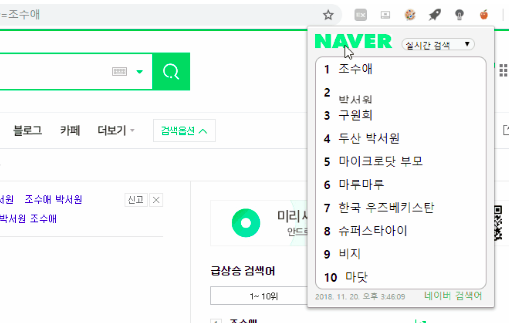 =조수애
NAVER
실시간 검색
1 조수애
2 박서원
3 구원회
4 두산 박서원
5 마이크로닷 부모
6 마루마루
7 한국 우즈베키스탄
8 슈퍼스타아이
9 비지
10 마닷
2018. 11. 20. 오후 3:46:09
네이버 검색어
블로그
카페
더보기
검색옵션
서원 조수애 박서원
신고
박서원 조수애
미리
안드로
급상승 검색어
1~ 10위
1 조수애